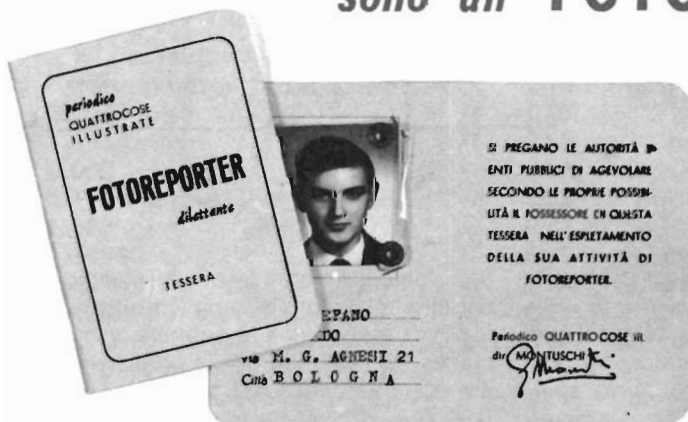 sono un FOTO
periodico
QUATTROCOSE
ILLUSTRATE
FOTOREPORTER
dilettante
TESSERA
EFANO
DO
Via M. G. AGNESI 21
Città BOLOGNA
SI PREGANO LE AUTORITÀ
ENTI PUBBLICI DI AGEVOLARE
SECONDO LE PROPRIE POSSIBI-
LITÀ IL POSSESSORE DI QUESTA
TESSERA NELL'ESPLETAMENTO
DELLA SUA ATTIVITÀ DI
FOTOREPORTER.
Periodico QUATTROCOSE ill.
dir. MONTUSCHI